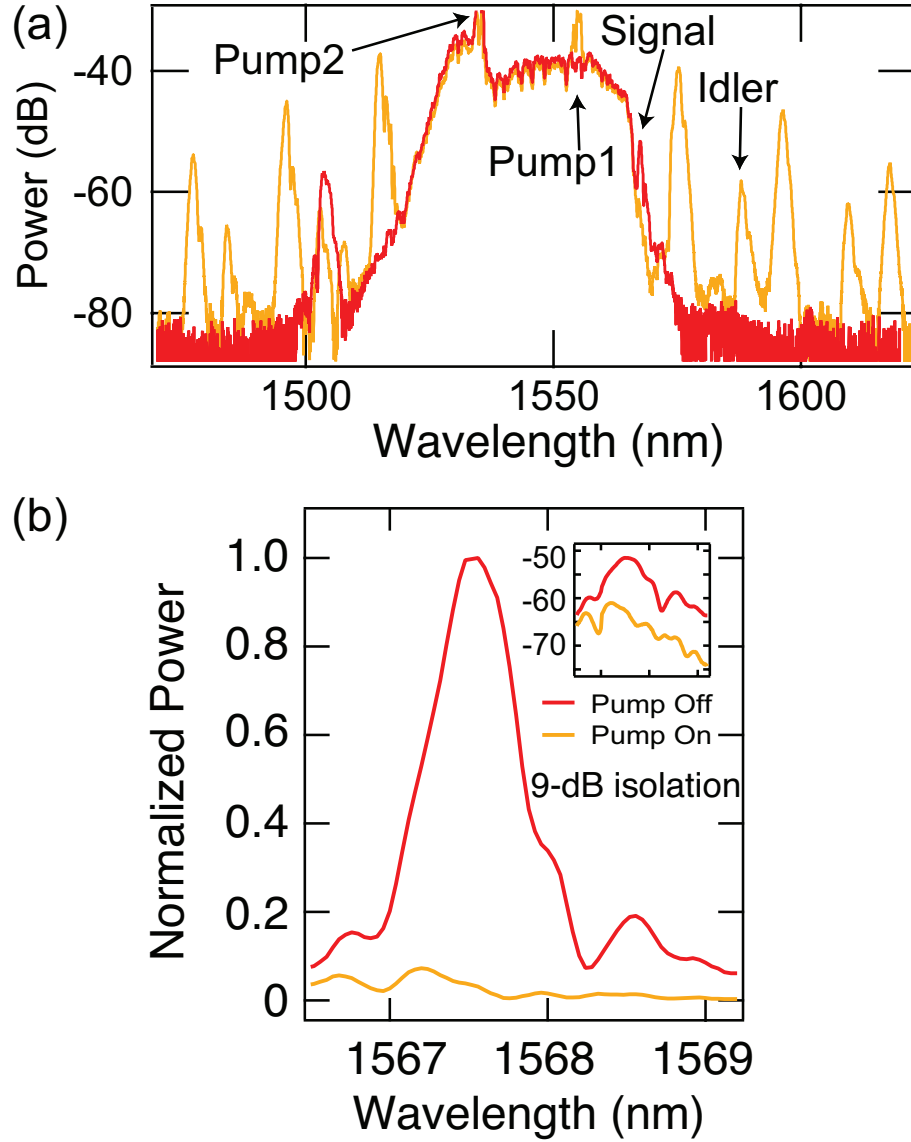 (a)
Pump2
Signal
Idler
Pump1
Power (dB)
-40
-60
-80
1500
1550
1600
Wavelength (nm)
(b)
Normalized Power
1.0
0.8
0.6
0.4
0.2
0
-50
-60
-70
Pump Off
Pump On
9-dB isolation
1567
1568
1569
Wavelength (nm)